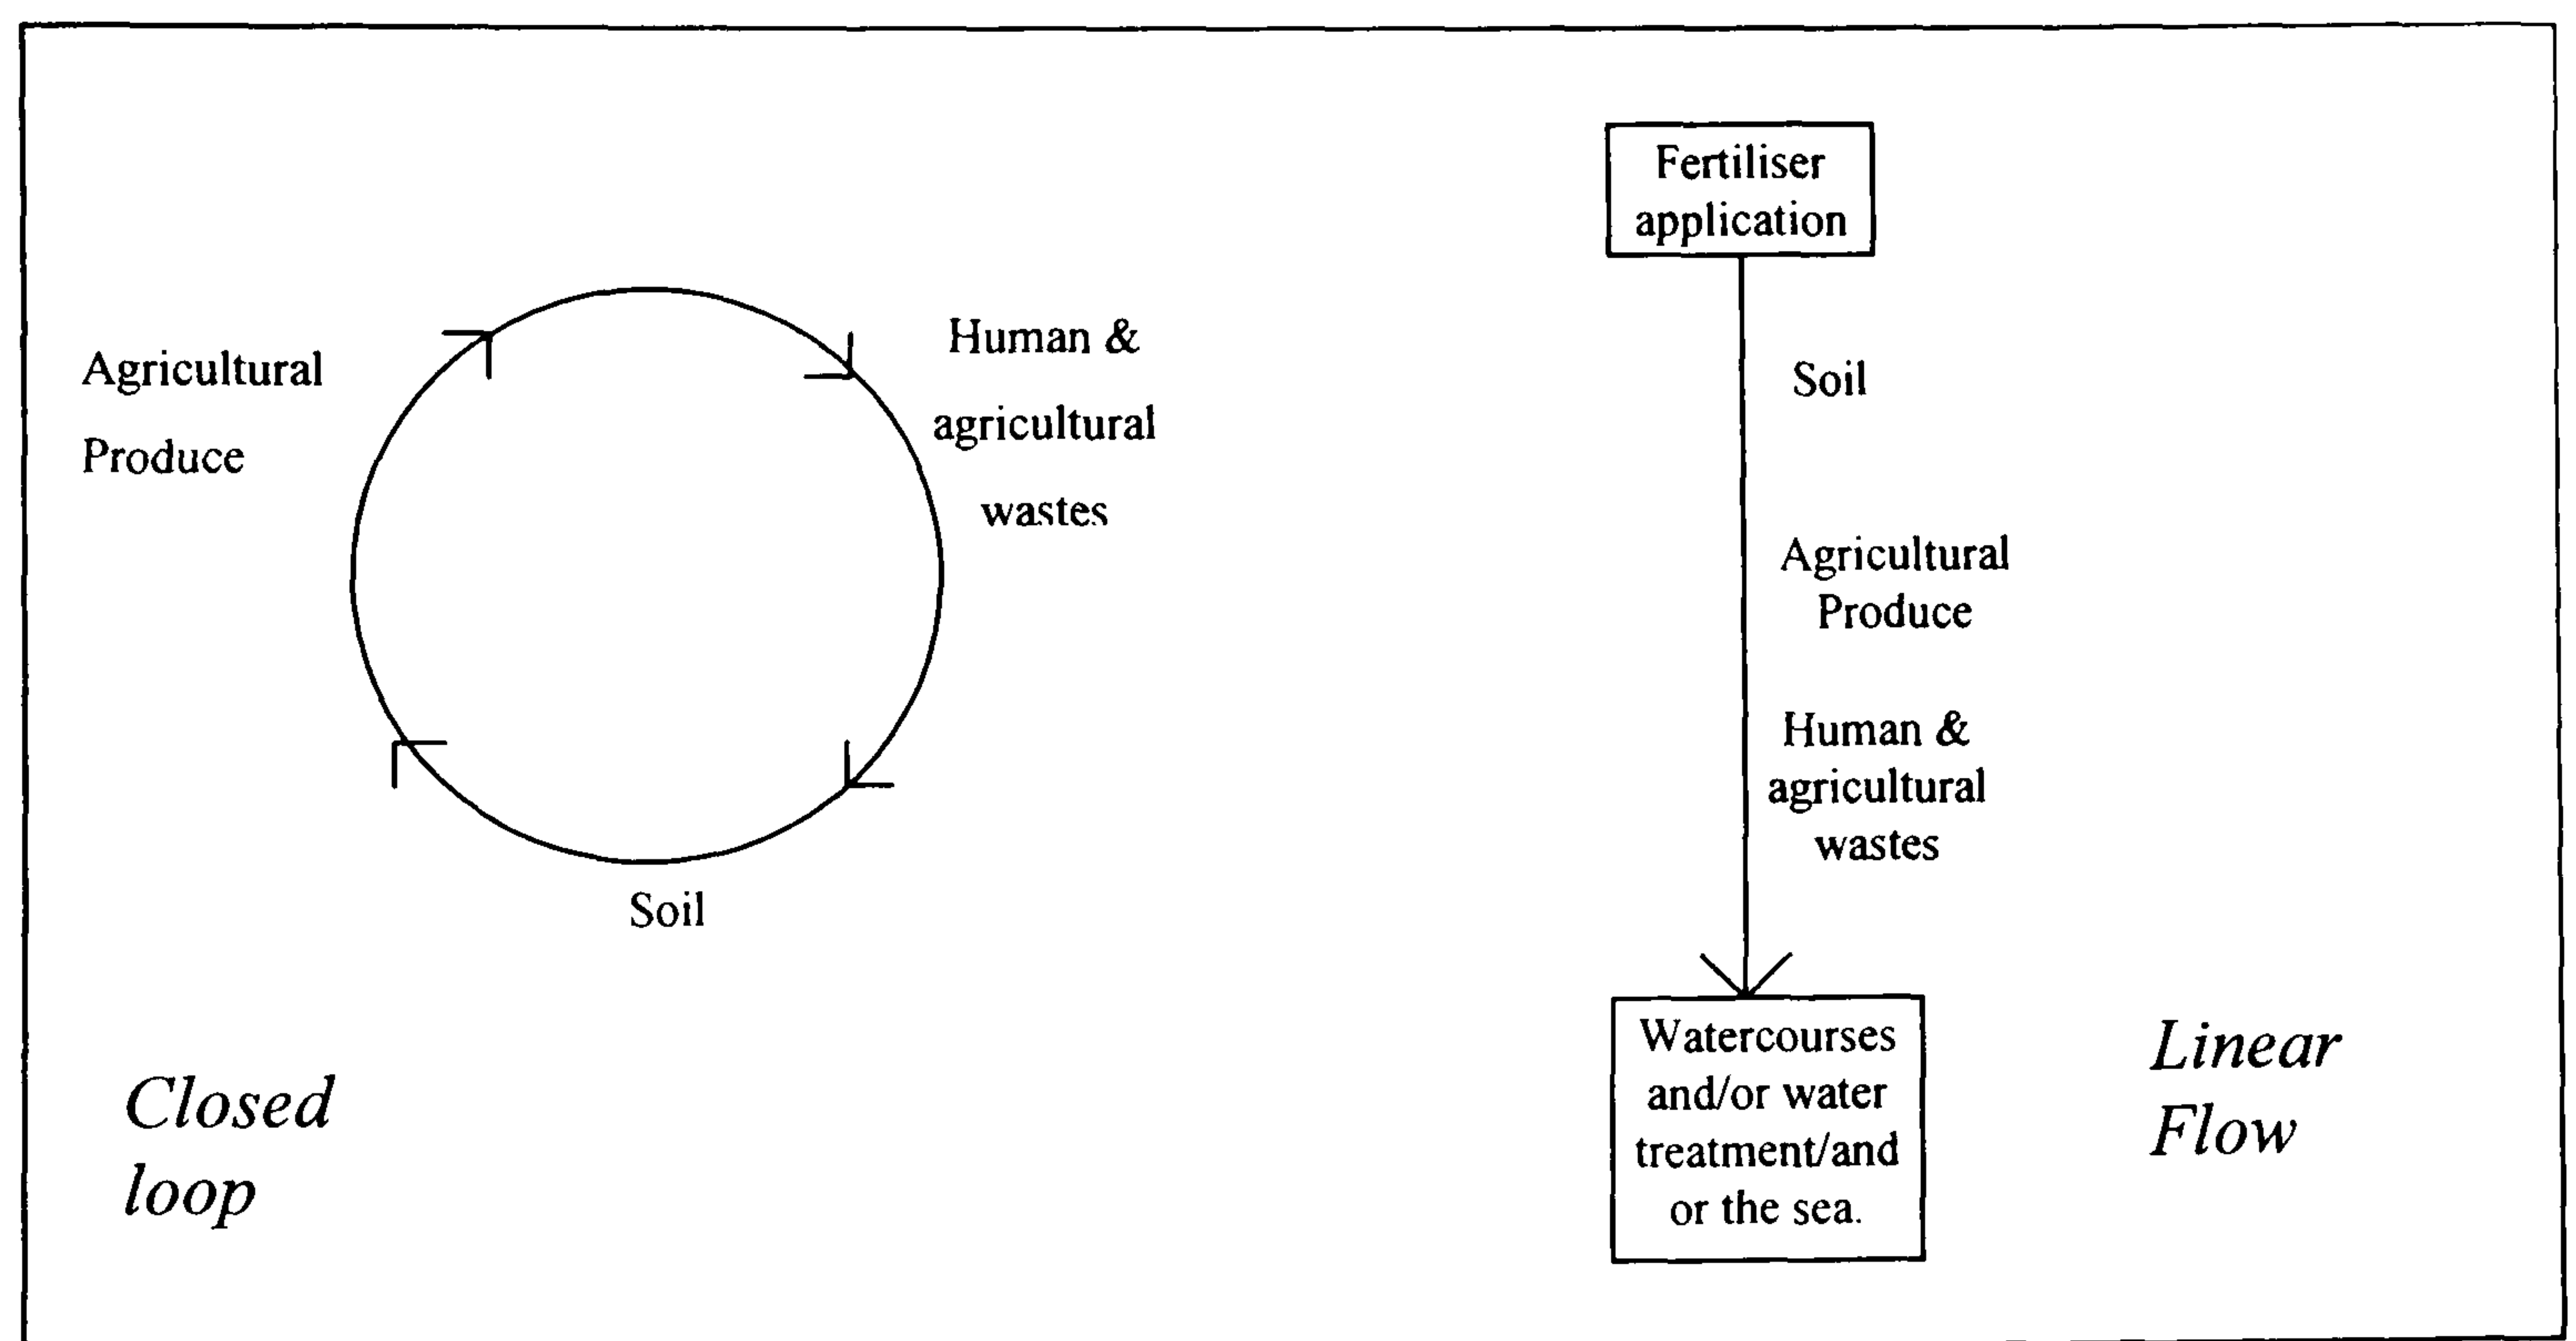 Agricultural
Produce
Human &
agricultural
wastes
Soil
Closed
loop
Fertiliser
application
Soil
Agricultural
Produce
Human &
agricultural
wastes
Watercourses
and/or water
treatment/and
or the sea.
Linear
Flow